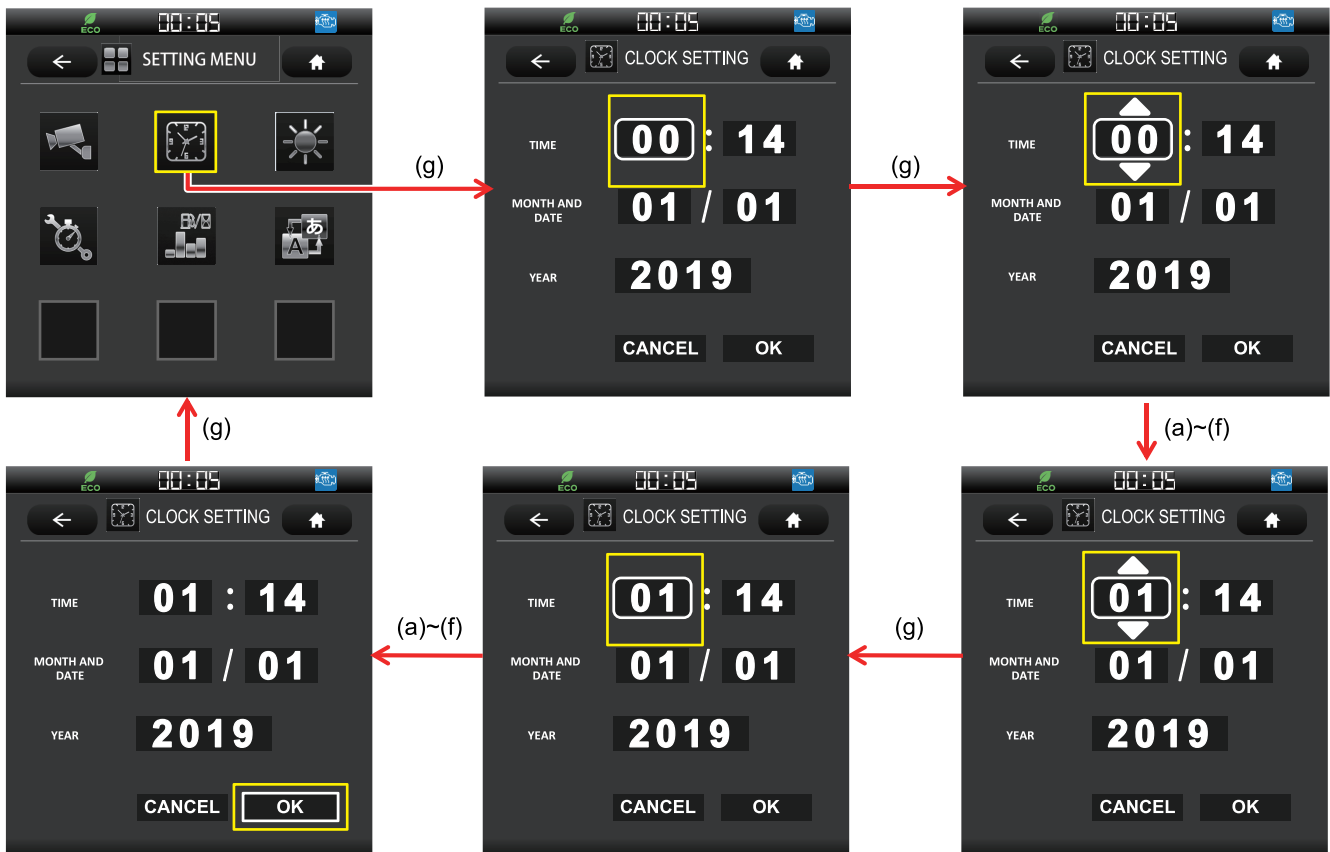 ECO 00:05
SETTING MENU
あ
A
(g)
ECO 00:05
CLOCK SETTING
TIME 00 : 14
MONTH AND DATE 01 / 01
YEAR 2019
CANCEL OK
(g)
ECO 00:05
CLOCK SETTING
TIME 00 : 14
MONTH AND DATE 01 / 01
YEAR 2019
CANCEL OK
(g)
(a)~(f)
ECO 00:05
CLOCK SETTING
TIME 01 : 14
MONTH AND DATE 01 / 01
YEAR 2019
CANCEL OK
(a)~(f)
ECO 00:05
CLOCK SETTING
TIME 01 : 14
MONTH AND DATE 01 / 01
YEAR 2019
CANCEL OK
(g)
ECO 00:05
CLOCK SETTING
TIME 01 : 14
MONTH AND DATE 01 / 01
YEAR 2019
CANCEL OK